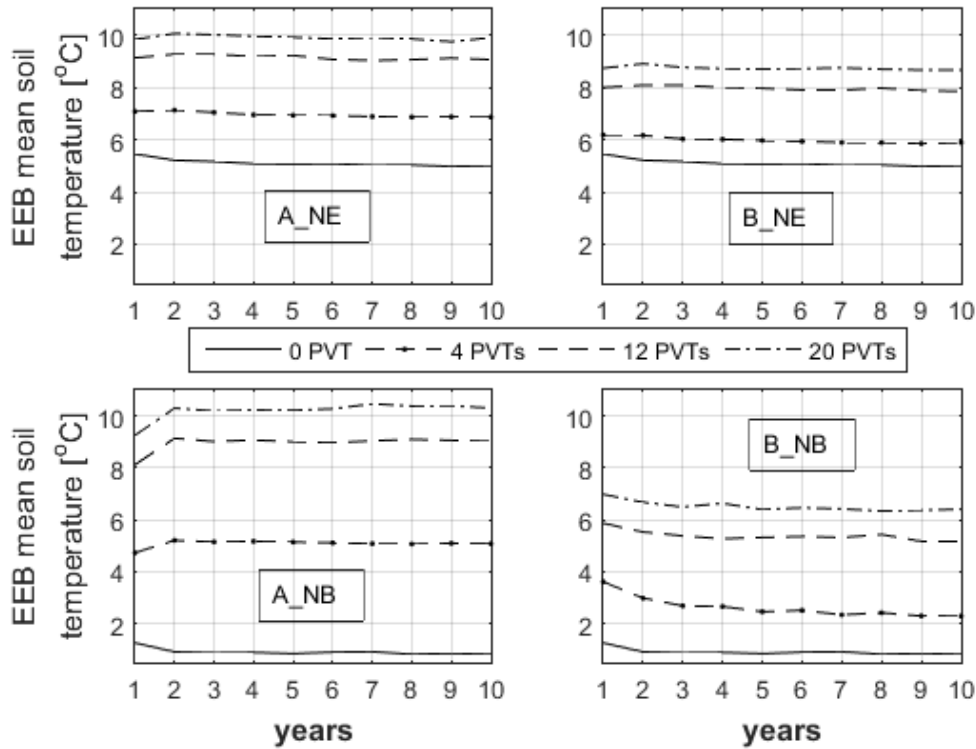 EEB mean soil
temperature [°C]
10
8
6
4
2
A_NE
1 2 3 4 5 6 7 8 9 10
10
8
6
4
2
B_NE
1 2 3 4 5 6 7 8 9 10
0 PVT 4 PVTs 12 PVTs 20 PVTs
EEB mean soil
temperature [°C]
10
8
6
4
2
A_NB
1 2 3 4 5 6 7 8 9 10
years
10
8
6
4
2
B_NB
1 2 3 4 5 6 7 8 9 10
years